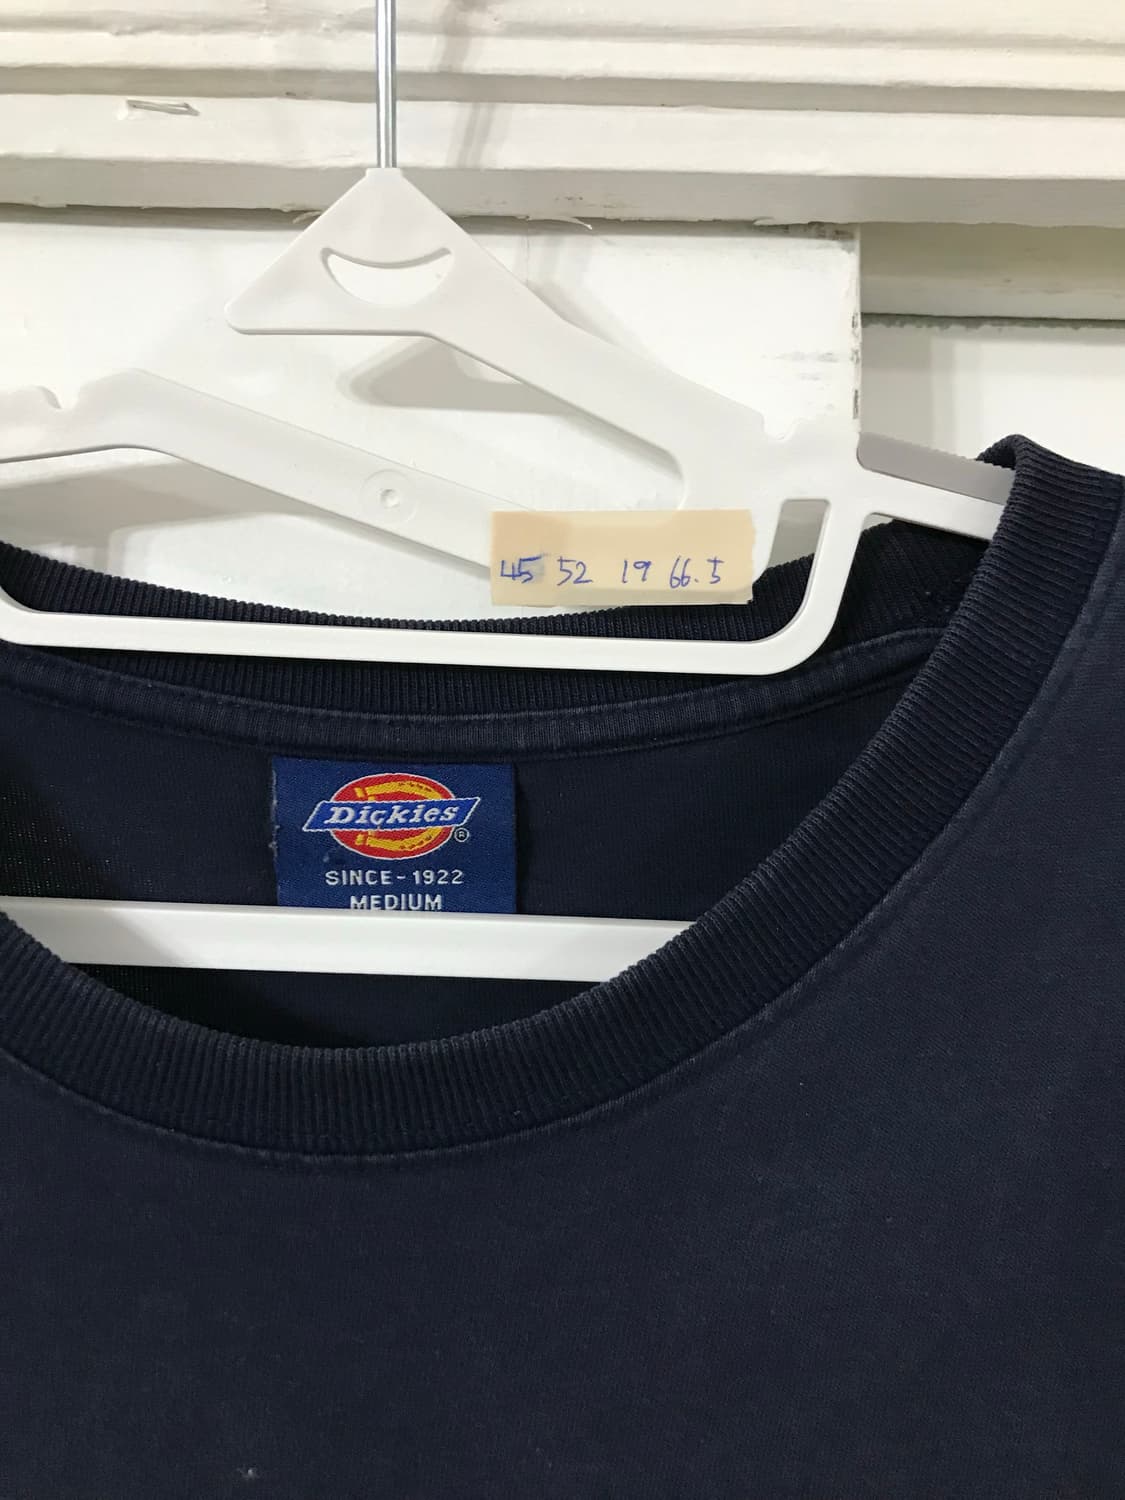 45 52 19 66.5
Dickies ®
SINCE-1922
MEDIUM